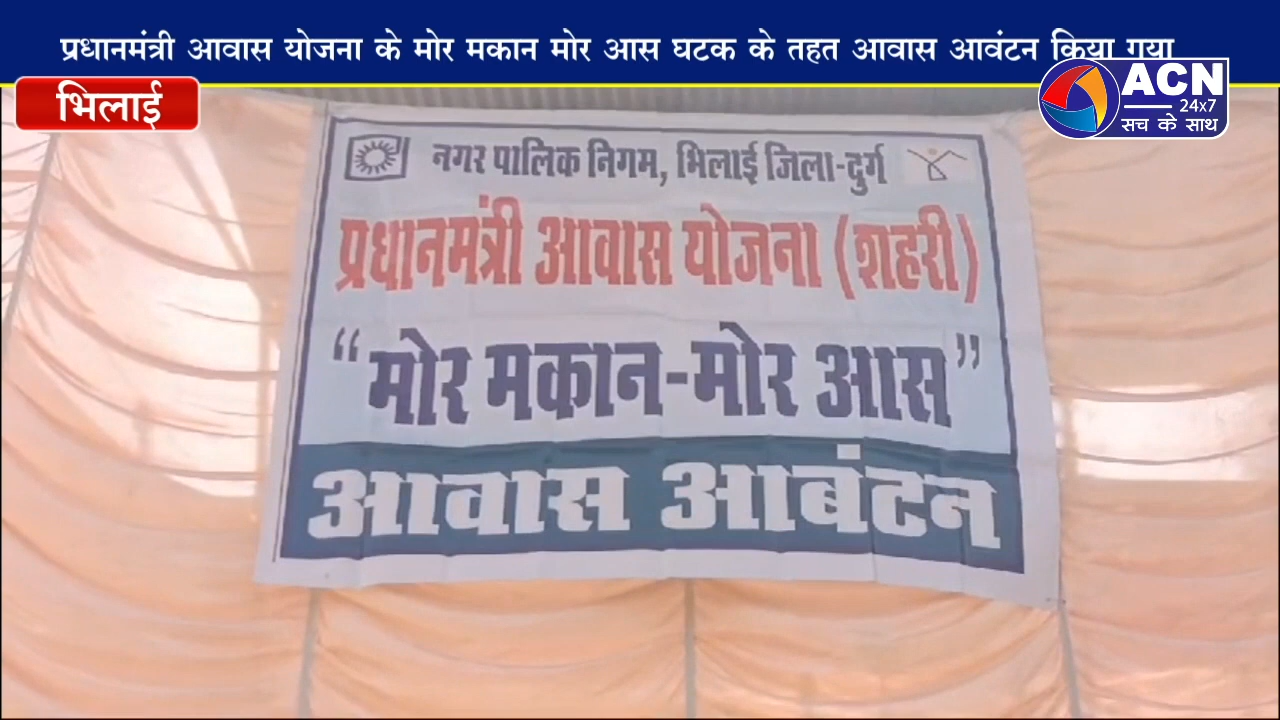 प्रधानमंत्री आवास योजना के मोर मकान मोर आस घटक के तहत आवास आवंटन किया गया
भिलाई
ACN
24x7
सच के साथ
नगर पालिक निगम, भिलाई जिला-दुर्ग
प्रधानमंत्री आवास योजना (शहरी)
“मोर मकान-मोर आस”
आवास आबंटन